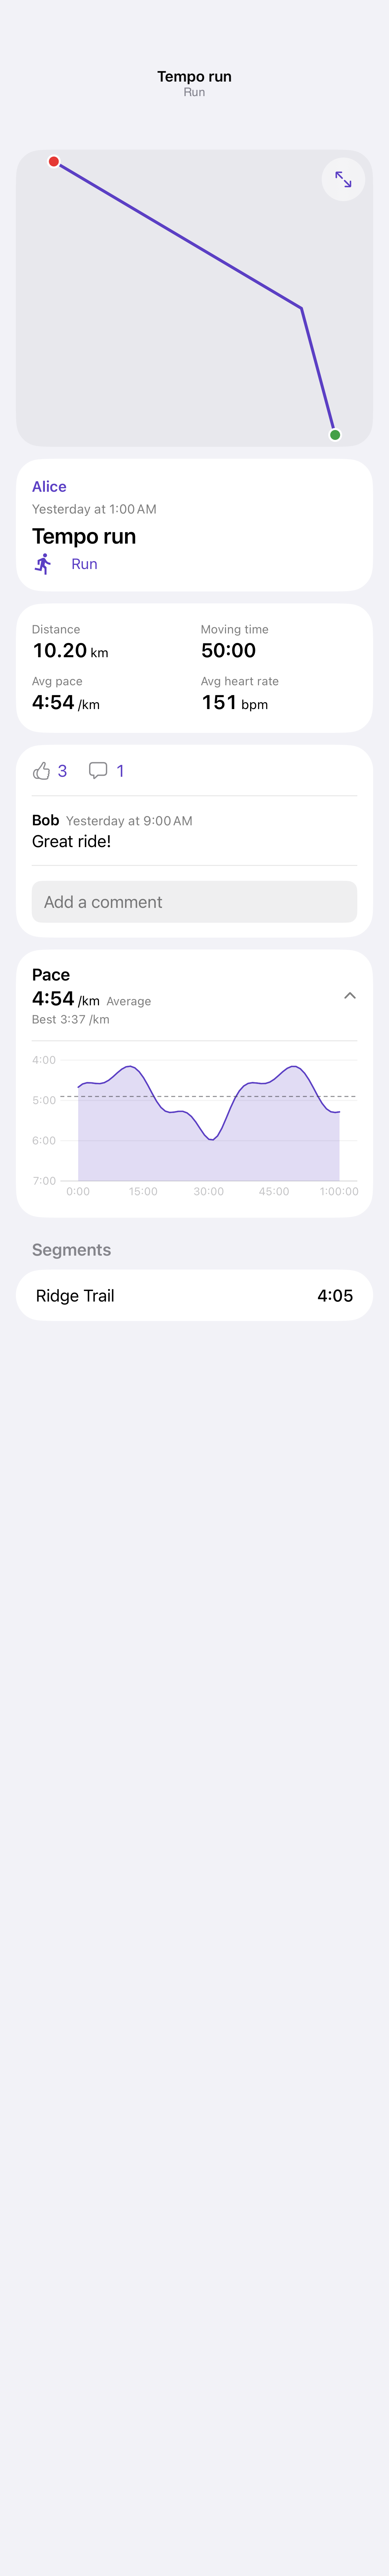 Tempo run
Run
Alice
Yesterday at 1:00 AM
Tempo run
Run
Distance
Moving time
10.20 km
50:00
Avg pace
Avg heart rate
4:54 /km
151 bpm
3
1
Bob Yesterday at 9:00 AM
Great ride!
Add a comment
Pace
4:54 /km Average
Best 3:37 /km
4:00
5:00
6:00
7:00
0:00 15:00 30:00 45:00 1:00:00
Segments
Ridge Trail 4:05